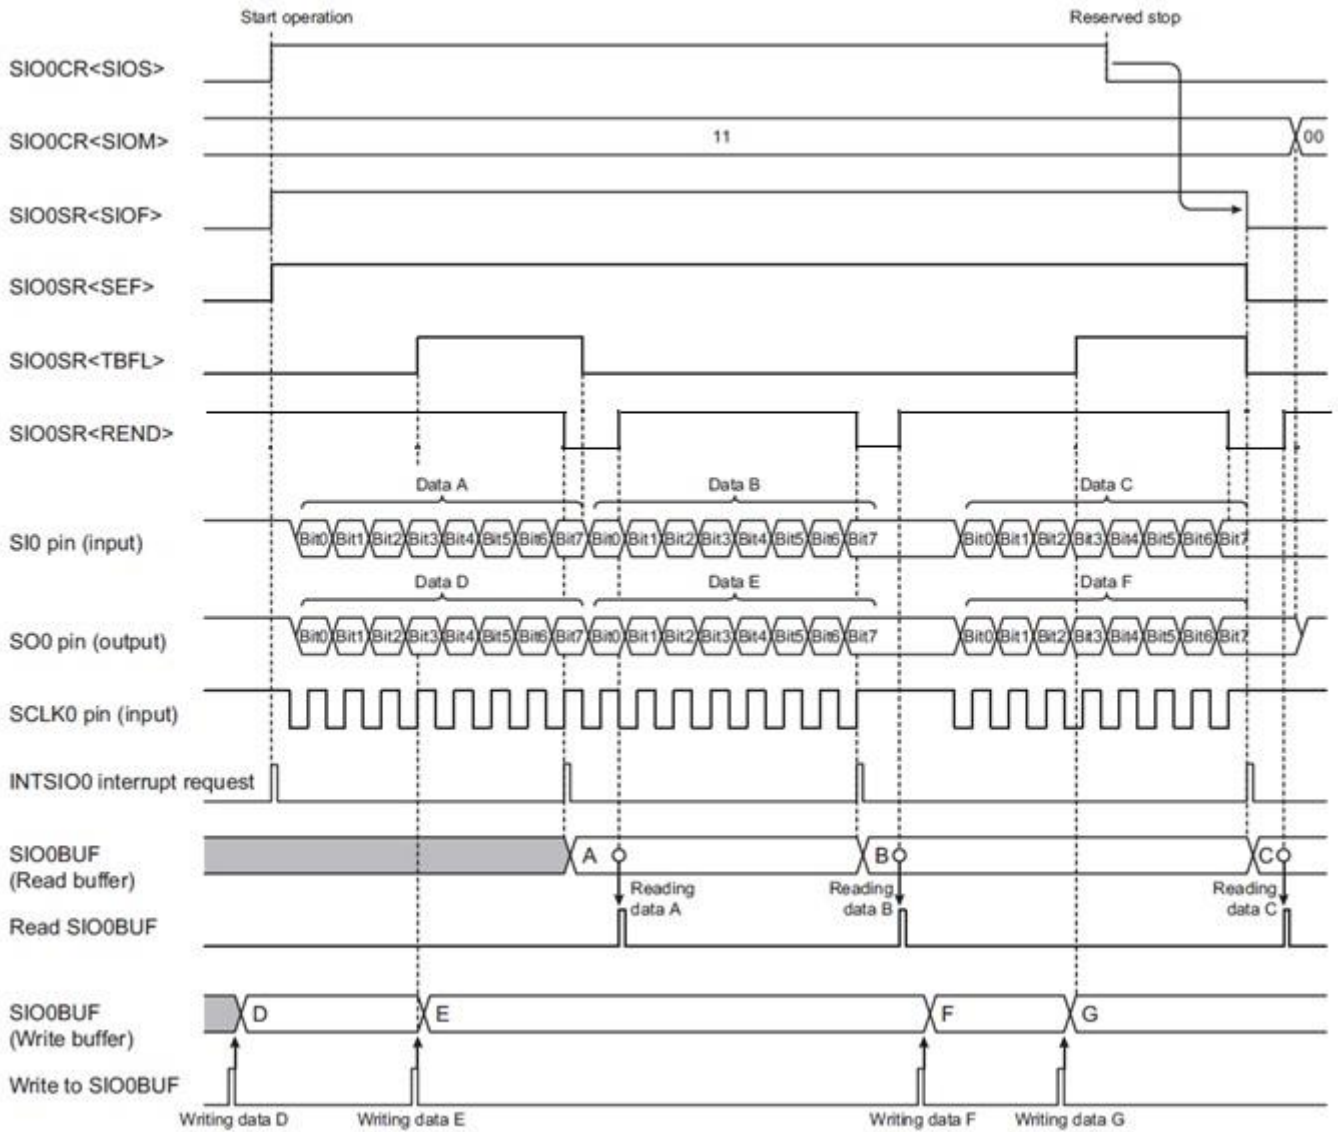 Start operation
Reserved stop
SIO0CR<SIOS>
SIO0CR<SIOM>
11
00
SIO0SR<SIOF>
SIO0SR<SEF>
SIO0SR<TBFL>
SIO0SR<REND>
Data A
Data B
Data C
SI0 pin (input)
Bit0 Bit1 Bit2 Bit3 Bit4 Bit5 Bit6 Bit7 Bit0 Bit1 Bit2 Bit3 Bit4 Bit5 Bit6 Bit7
Bit0 Bit1 Bit2 Bit3 Bit4 Bit5 Bit6 Bit7
Data D
Data E
Data F
SO0 pin (output)
Bit0 Bit1 Bit2 Bit3 Bit4 Bit5 Bit6 Bit7 Bit0 Bit1 Bit2 Bit3 Bit4 Bit5 Bit6 Bit7
Bit0 Bit1 Bit2 Bit3 Bit4 Bit5 Bit6 Bit7
SCLK0 pin (input)
INTSIO0 interrupt request
SIO0BUF
(Read buffer)
A
B
C
Reading
data A
Reading
data B
Reading
data C
Read SIO0BUF
SIO0BUF
(Write buffer)
D
E
F
G
Write to SIO0BUF
Writing data D
Writing data E
Writing data F
Writing data G